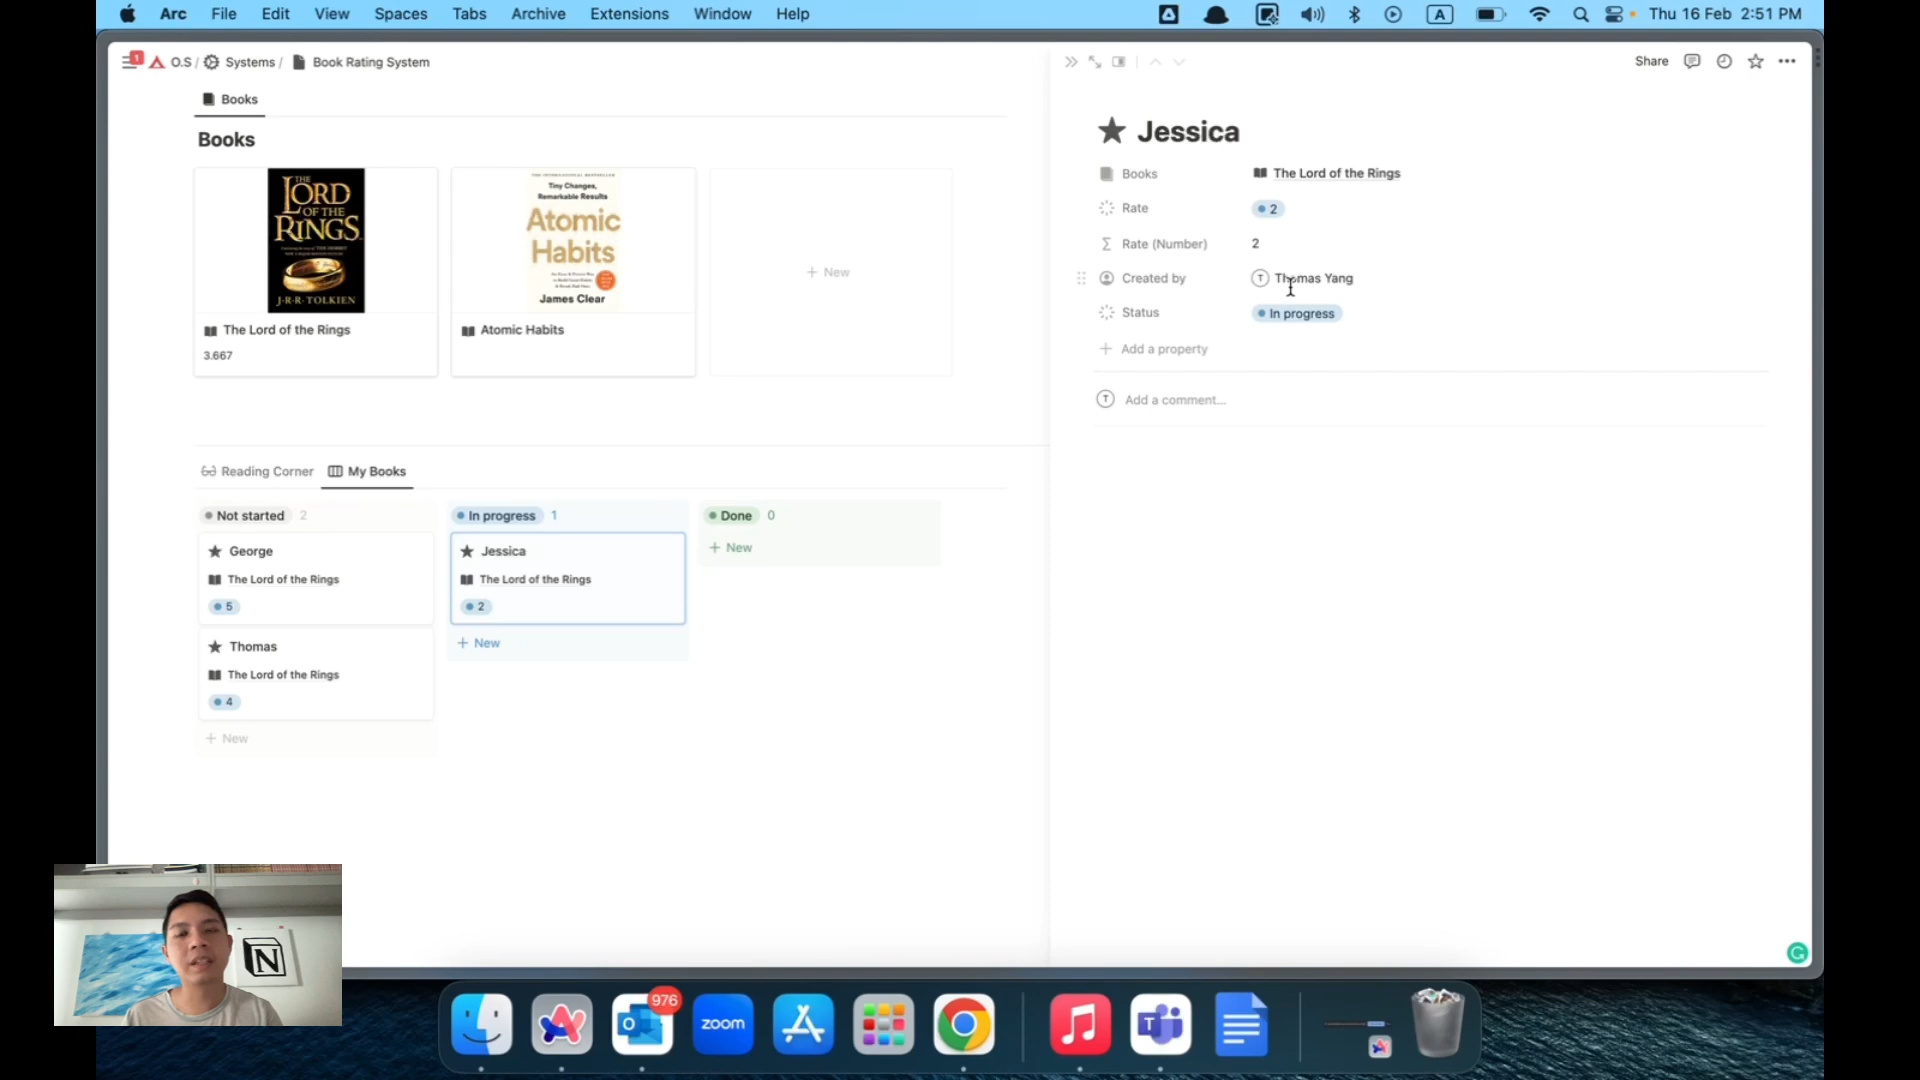 Arc File Edit View Spaces Tabs Archive Extensions Window Help
A
Thu 16 Feb 2:51 PM
1
O.S / Systems / Book Rating System
Share
Books
Books
THE
LORD
OF THE
RINGS
J·R·R·TOLKIEN
The Lord of the Rings
3.667
THE INTERNATIONAL BESTSELLER
Tiny Changes,
Remarkable Results
Atomic
Habits
James Clear
Atomic Habits
+ New
Reading Corner My Books
Not started 2
George
The Lord of the Rings
5
Thomas
The Lord of the Rings
4
+ New
In progress 1
Jessica
The Lord of the Rings
2
+ New
Done 0
+ New
Jessica
Books The Lord of the Rings
Rate 2
Rate (Number) 2
Created by T Thomas Yang
Status In progress
+ Add a property
T Add a comment...
N
976
zoom